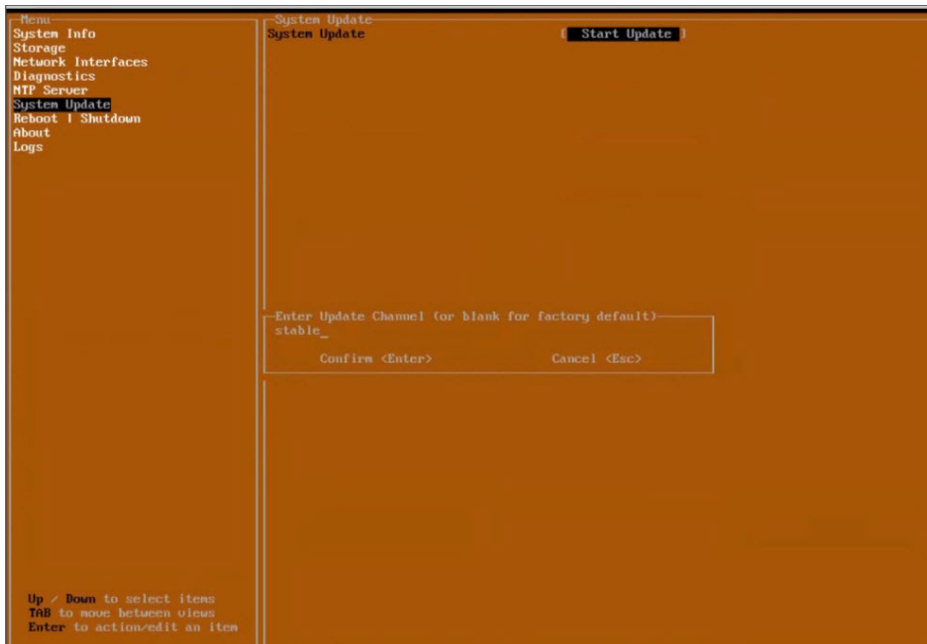 Menu
System Info
Storage
Network Interfaces
Diagnostics
NTP Server
System Update
Reboot | Shutdown
About
Logs
Up / Down to select items
TAB to move between views
Enter to action/edit an item
System Update
System Update [ Start Update ]
Enter Update Channel (or blank for factory default)
stable_
Confirm <Enter> Cancel <Esc>